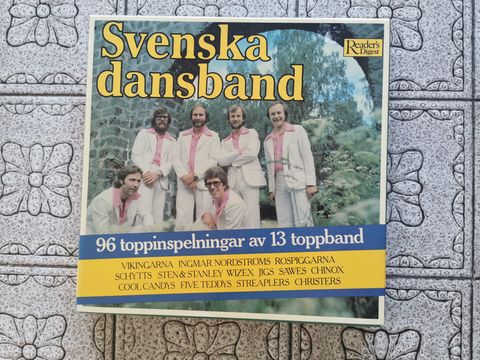 Svenska
dansband
Reader's
Digest
96 toppinspelningar av 13 toppband
VIKINGARNA INGMAR NORDSTRÖMS ROSPIGGARNA
SCHYTTS STEN & STANLEY WIZEX JIGS SAWES CHINOX
COOL CANDYS FIVE TEDDYS STREAPLERS CHRISTERS